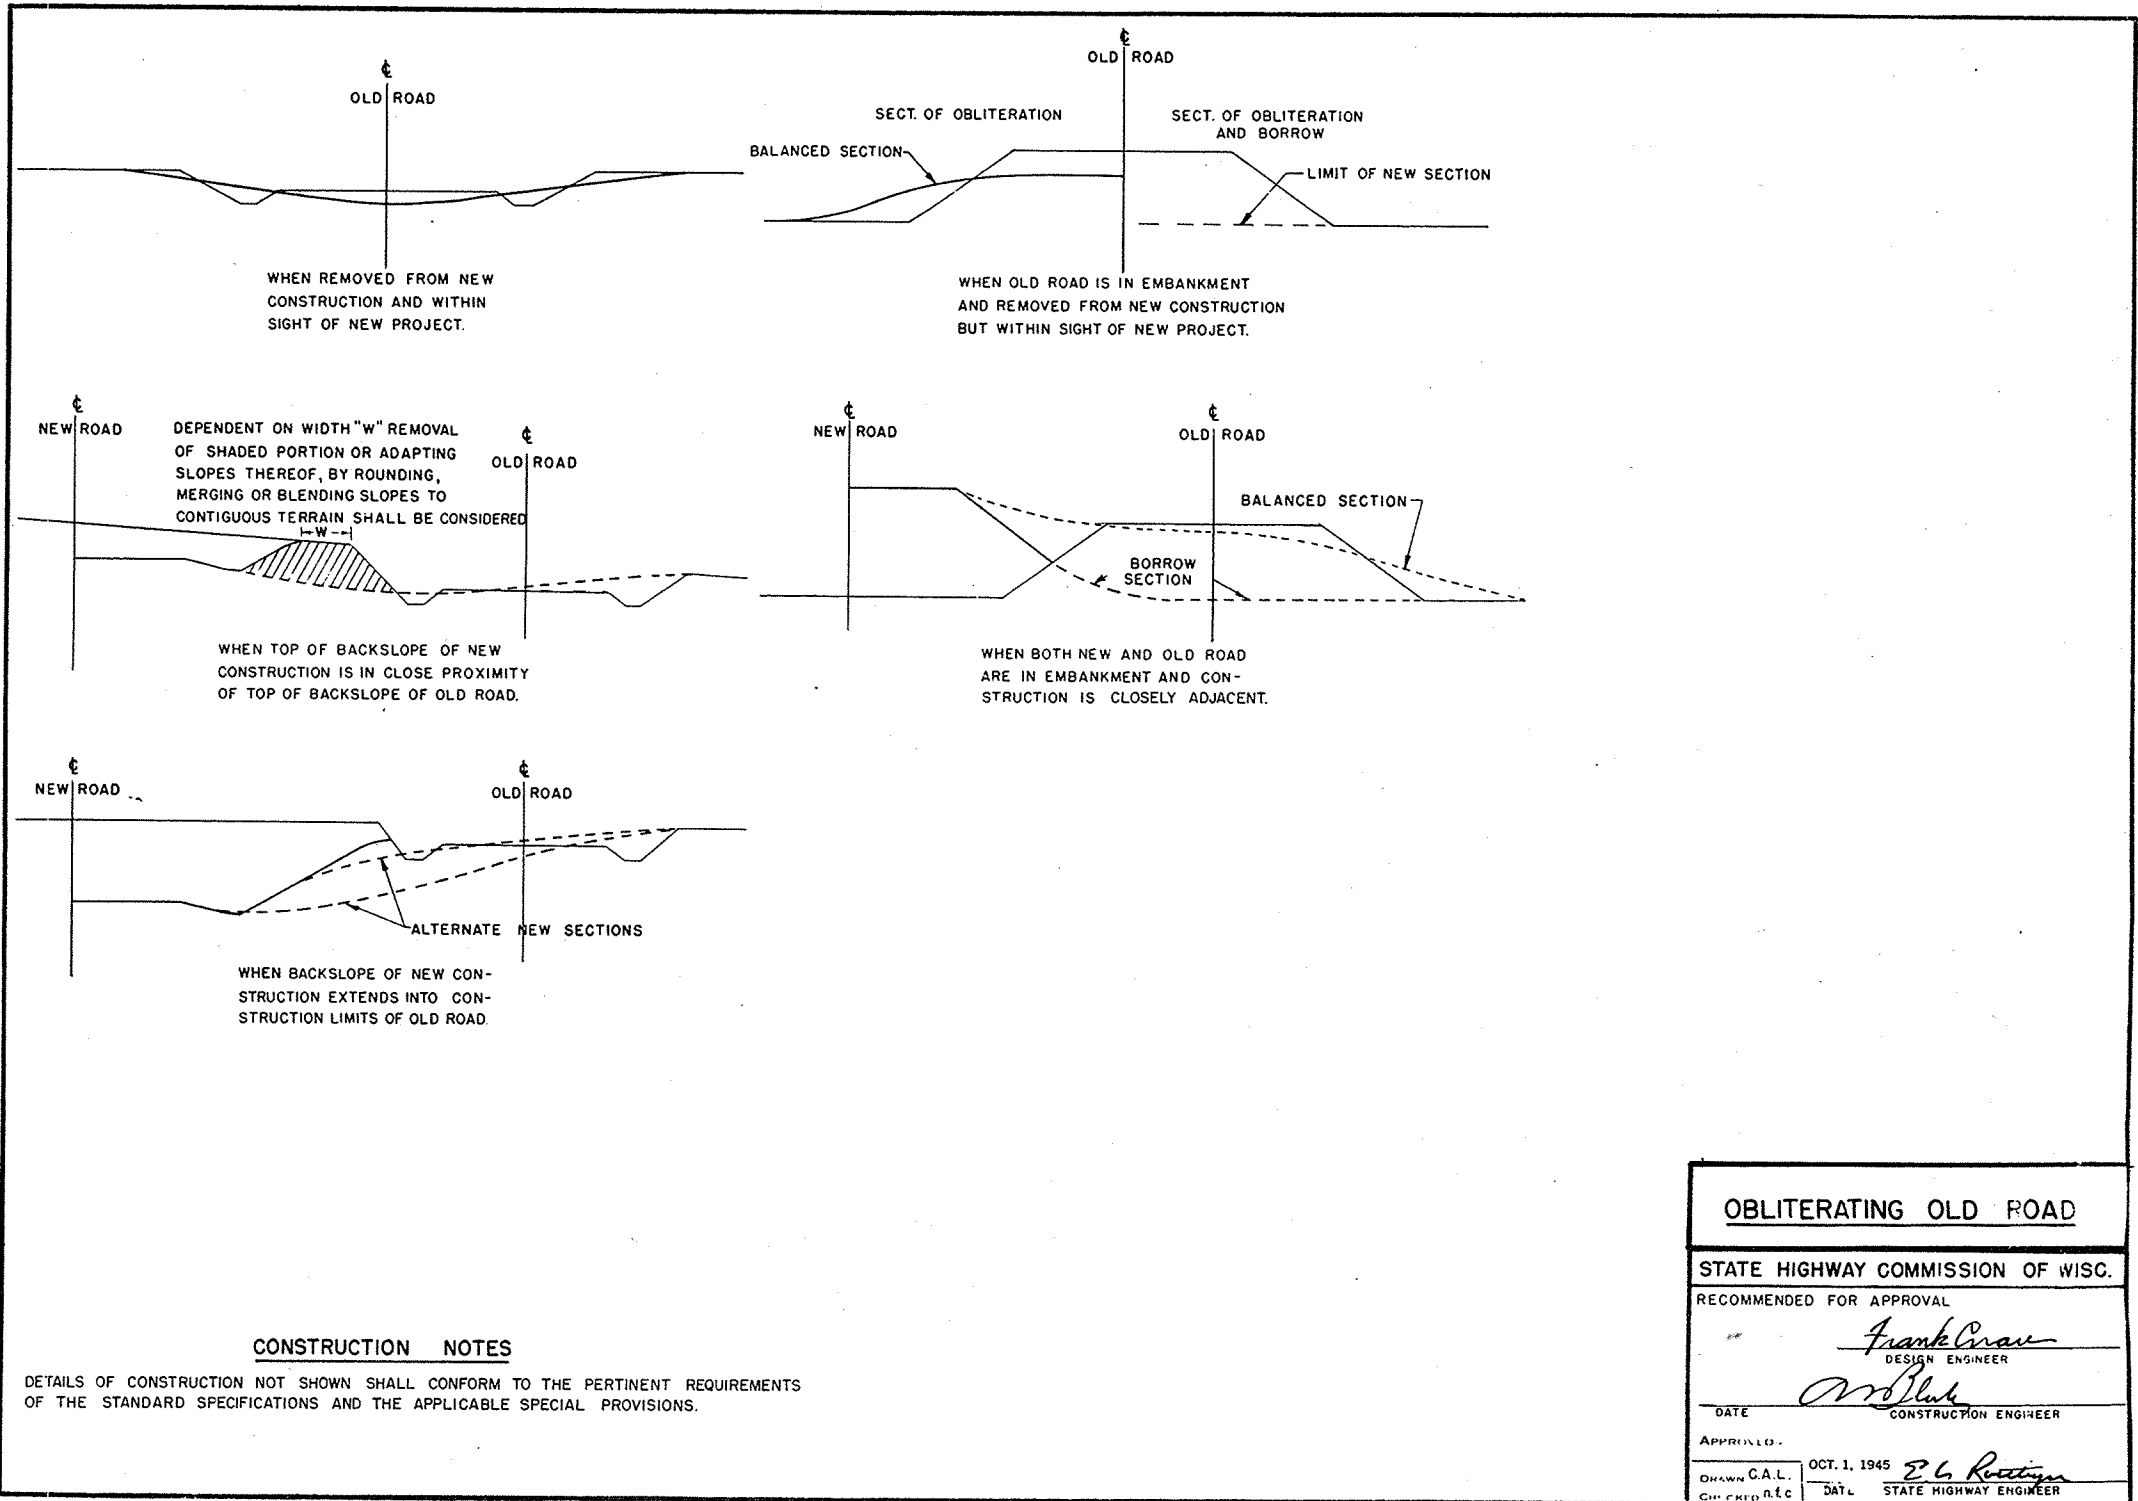 ℄
OLD ROAD
WHEN REMOVED FROM NEW
CONSTRUCTION AND WITHIN
SIGHT OF NEW PROJECT.
℄
OLD ROAD
SECT. OF OBLITERATION
SECT. OF OBLITERATION
AND BORROW
BALANCED SECTION
LIMIT OF NEW SECTION
WHEN OLD ROAD IS IN EMBANKMENT
AND REMOVED FROM NEW CONSTRUCTION
BUT WITHIN SIGHT OF NEW PROJECT.
℄
NEW ROAD
DEPENDENT ON WIDTH "W" REMOVAL
OF SHADED PORTION OR ADAPTING
SLOPES THEREOF, BY ROUNDING,
MERGING OR BLENDING SLOPES TO
CONTIGUOUS TERRAIN SHALL BE CONSIDERED
W
℄
OLD ROAD
WHEN TOP OF BACKSLOPE OF NEW
CONSTRUCTION IS IN CLOSE PROXIMITY
OF TOP OF BACKSLOPE OF OLD ROAD.
℄
NEW ROAD
℄
OLD ROAD
BALANCED SECTION
BORROW
SECTION
WHEN BOTH NEW AND OLD ROAD
ARE IN EMBANKMENT AND CON-
STRUCTION IS CLOSELY ADJACENT.
℄
NEW ROAD
℄
OLD ROAD
ALTERNATE NEW SECTIONS
WHEN BACKSLOPE OF NEW CON-
STRUCTION EXTENDS INTO CON-
STRUCTION LIMITS OF OLD ROAD.
CONSTRUCTION NOTES
DETAILS OF CONSTRUCTION NOT SHOWN SHALL CONFORM TO THE PERTINENT REQUIREMENTS
OF THE STANDARD SPECIFICATIONS AND THE APPLICABLE SPECIAL PROVISIONS.
OBLITERATING OLD ROAD
STATE HIGHWAY COMMISSION OF WISC.
RECOMMENDED FOR APPROVAL
Frank
DESIGN ENGINEER
DATE
CONSTRUCTION ENGINEER
APPROVED.
DRAWN C.A.L.
OCT. 1, 1945
CHECKED n.t.c
DATE
STATE HIGHWAY ENGINEER